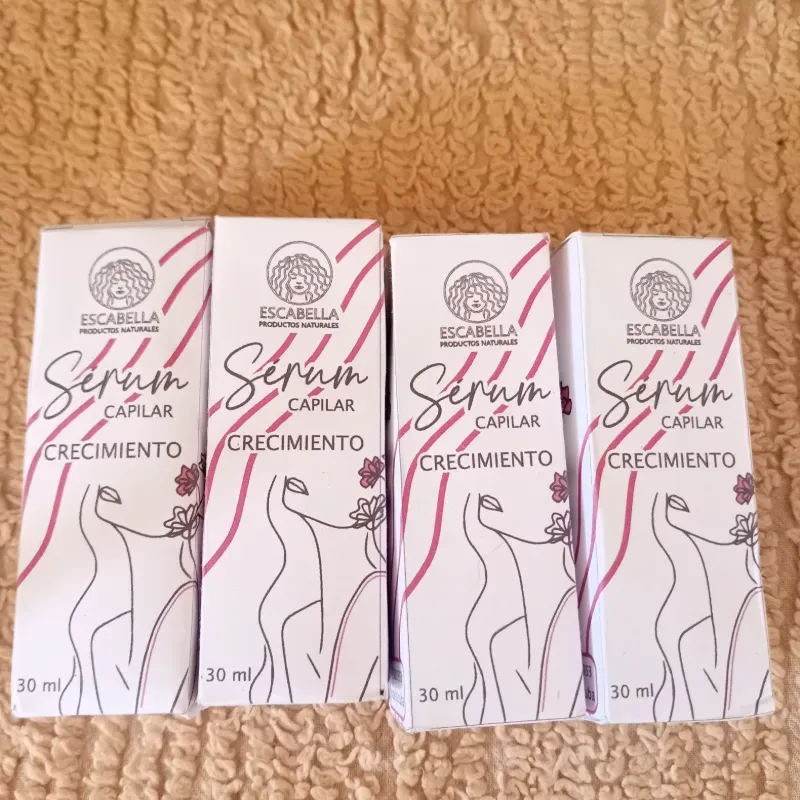 ESCABELLA
PRODUCTOS NATURALES
Sérum
CAPILAR
CRECIMIENTO
30 ml
ESCABELLA
PRODUCTOS NATURALES
Sérum
CAPILAR
CRECIMIENTO
30 ml
ESCABELLA
PRODUCTOS NATURALES
Sérum
CAPILAR
CRECIMIENTO
30 ml
ESCABELLA
PRODUCTOS NATURALES
Sérum
CAPILAR
CRECIMIENTO
30 ml